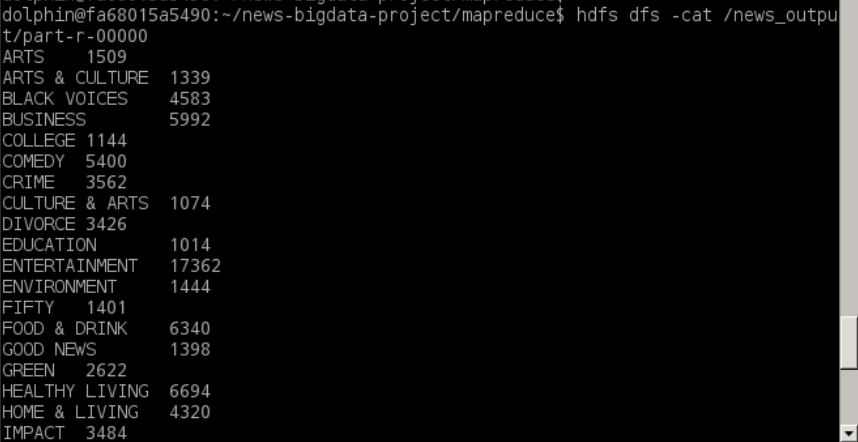 dolphin@fa68015a5490:~/news-bigdata-project/mapreduce$ hdfs dfs -cat /news_outpu
t/part-r-00000
ARTS    1509
ARTS & CULTURE  1339
BLACK VOICES    4583
BUSINESS        5992
COLLEGE 1144
COMEDY  5400
CRIME   3562
CULTURE & ARTS  1074
DIVORCE 3426
EDUCATION       1014
ENTERTAINMENT   17362
ENVIRONMENT     1444
FIFTY   1401
FOOD & DRINK    6340
GOOD NEWS       1398
GREEN   2622
HEALTHY LIVING  6694
HOME & LIVING   4320
IMPACT  3484